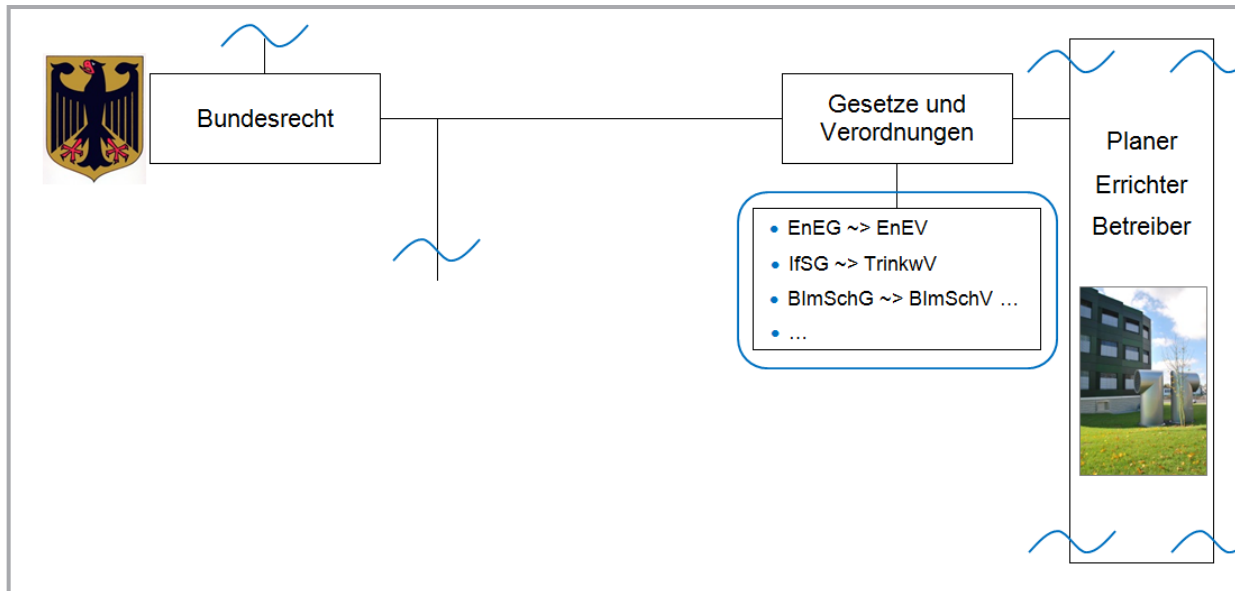 Bundesrecht
Gesetze und
Verordnungen
Planer
Errichter
Betreiber
• EnEG ~> EnEV
• IfSG ~> TrinkwV
• BImSchG ~> BImSchV …
• …